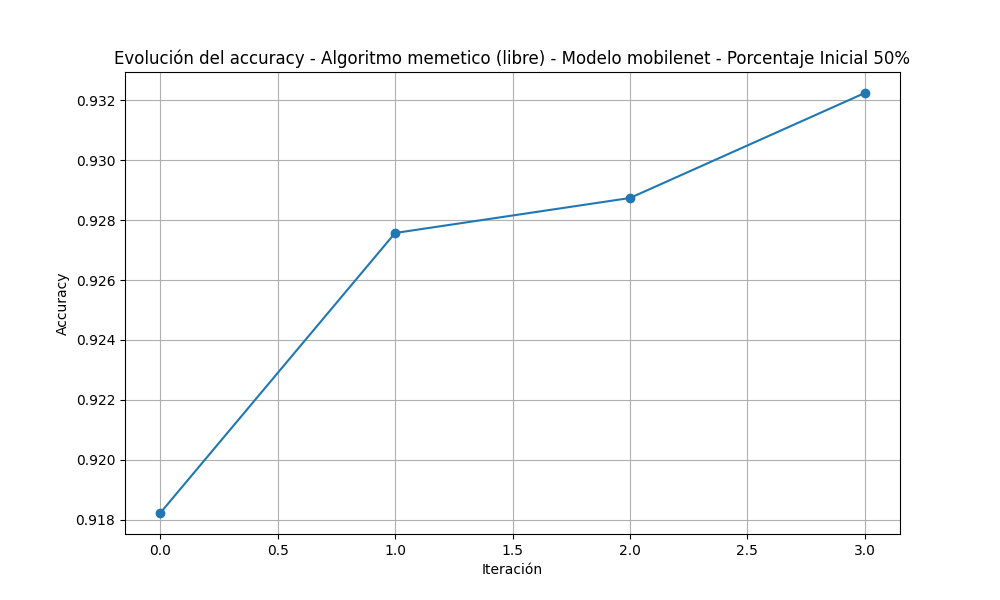 Evolución del accuracy - Algoritmo memetico (libre) - Modelo mobilenet - Porcentaje Inicial 50%
0.932
0.930
0.928
0.926
0.924
0.922
0.920
0.918
Accuracy
0.0 0.5 1.0 1.5 2.0 2.5 3.0
Iteración